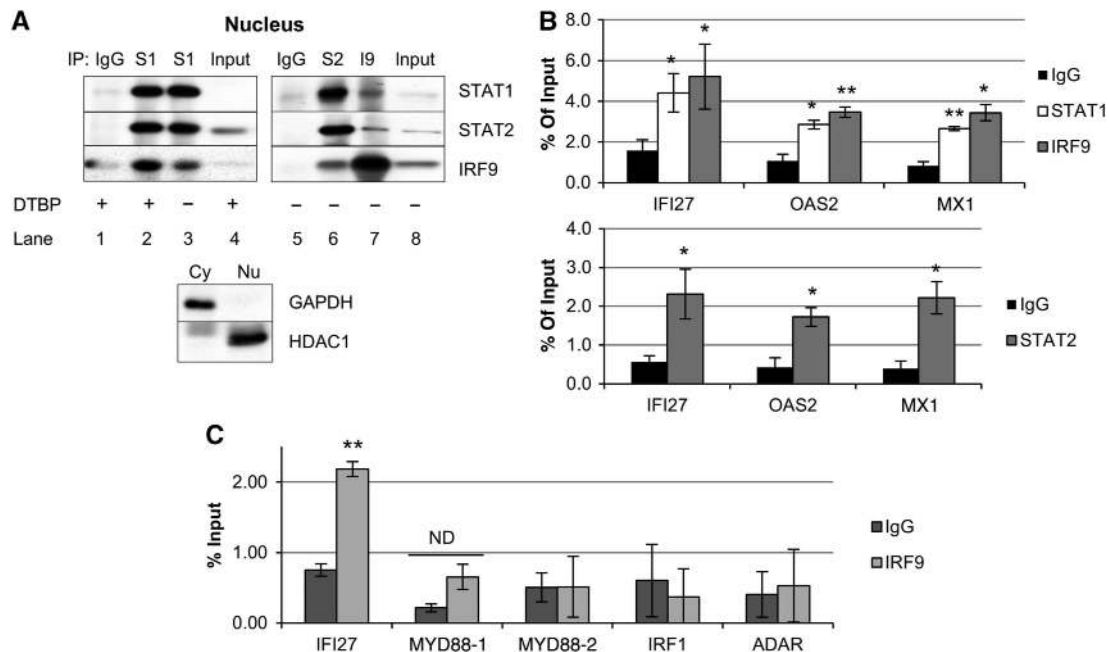 A
Nucleus
IP: IgG S1 S1 Input IgG S2 I9 Input
STAT1
STAT2
IRF9
DTBP + + − + − − − −
Lane 1 2 3 4 5 6 7 8
Cy Nu
GAPDH
HDAC1
B
% Of Input
8.0
6.0
4.0
2.0
0.0
* *
* **
** *
IFI27 OAS2 MX1
IgG
STAT1
IRF9
% Of Input
4.0
3.0
2.0
1.0
0.0
* * *
IFI27 OAS2 MX1
IgG
STAT2
C
% Input
2.00
1.00
0.00
**
ND
IFI27 MYD88-1 MYD88-2 IRF1 ADAR
IgG
IRF9